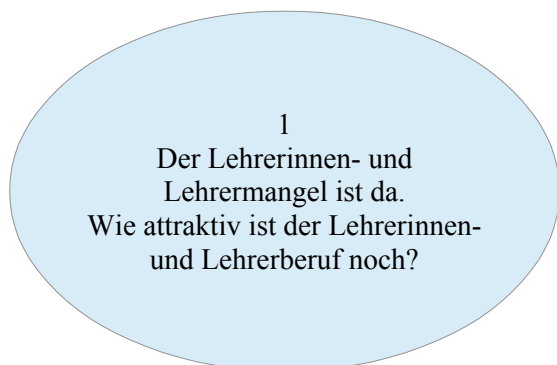 1
Der Lehrerinnen- und
Lehrermangel ist da.
Wie attraktiv ist der Lehrerinnen-
und Lehrerberuf noch?